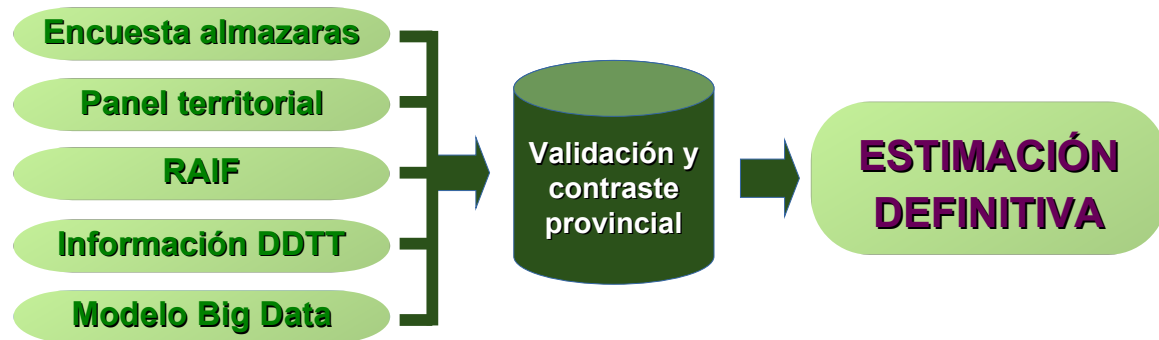 Encuesta almazaras
Panel territorial
RAIF
Información DDTT
Modelo Big Data
Validación y
contraste
provincial
ESTIMACIÓN
DEFINITIVA